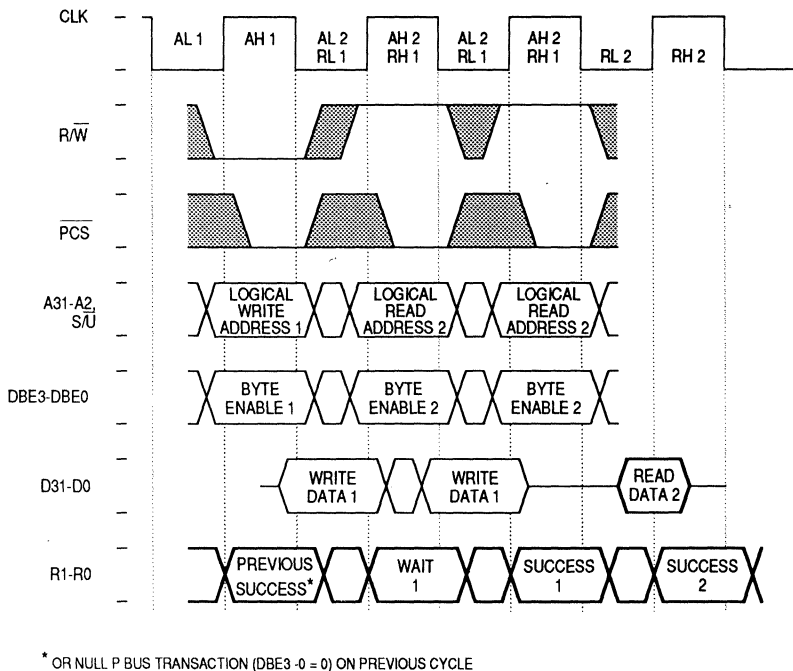 CLK
AL 1
AH 1
AL 2
RL 1
AH 2
RH 1
AL 2
RL 1
AH 2
RH 1
RL 2
RH 2
R/W̅
P̅C̅S̅
A31-A2,
S/U̅
LOGICAL
WRITE
ADDRESS 1
LOGICAL
READ
ADDRESS 2
LOGICAL
READ
ADDRESS 2
DBE3-DBE0
BYTE
ENABLE 1
BYTE
ENABLE 2
BYTE
ENABLE 2
D31-D0
WRITE
DATA 1
WRITE
DATA 1
READ
DATA 2
R1-R0
PREVIOUS
SUCCESS*
WAIT
1
SUCCESS
1
SUCCESS
2
* OR NULL P BUS TRANSACTION (DBE3 -0 = 0) ON PREVIOUS CYCLE